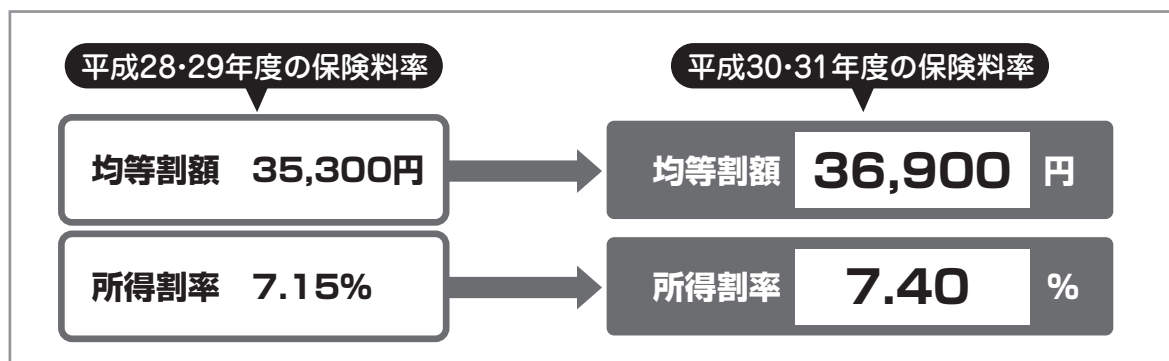 平成28・29年度の保険料率
均等割額 35,300円
所得割率 7.15%
平成30・31年度の保険料率
均等割額 36,900 円
所得割率 7.40 %